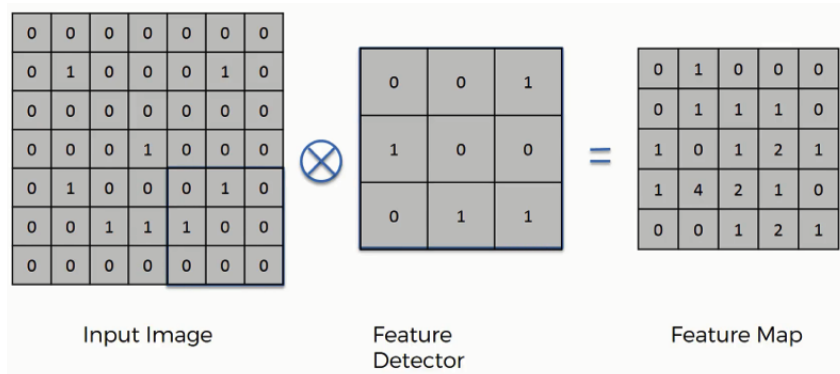 0 0 0 0 0 0 0
0 1 0 0 0 1 0
0 0 0 0 0 0 0
0 0 0 1 0 0 0
0 1 0 0 0 1 0
0 0 1 1 1 0 0
0 0 0 0 0 0 0
0 0 1
1 0 0
0 1 1
=
0 1 0 0 0
0 1 1 1 0
1 0 1 2 1
1 4 2 1 0
0 0 1 2 1
Input Image
Feature
Detector
Feature Map